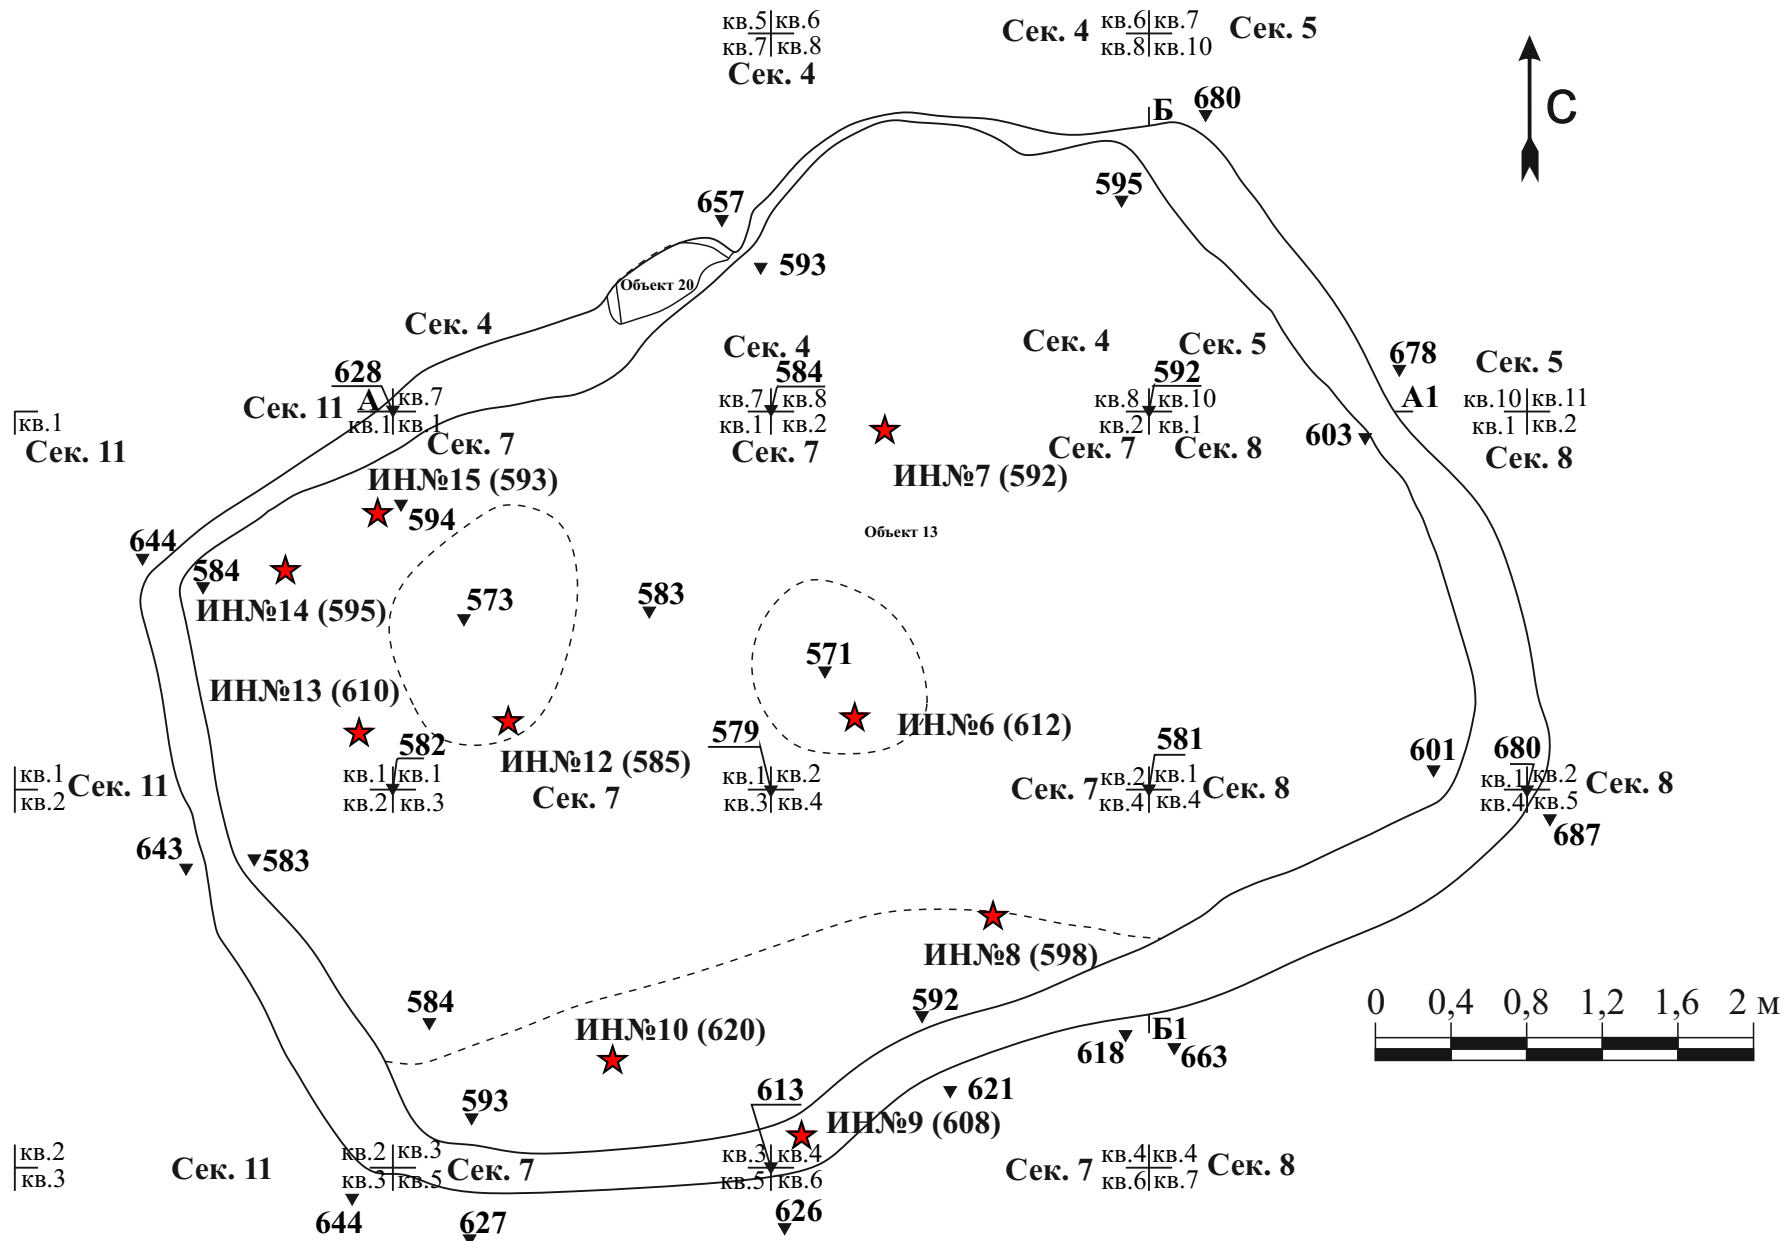 кв.5 кв.6
кв.7 кв.8
Сек. 4
Сек. 4 кв.6 кв.7 Сек. 5
кв.8 кв.10
С
Б 680
595
657
593
Объект 20
Сек. 4
628
А кв.7
Сек. 11 кв.1 кв.1
Сек. 7
кв.1
Сек. 11
Сек. 4
584
кв.7 кв.8
кв.1 кв.2
Сек. 7
Сек. 4 Сек. 5
592
кв.8 кв.10
кв.2 кв.1
Сек. 7 Сек. 8
678
А1
603
Сек. 5
кв.10 кв.11
кв.1 кв.2
Сек. 8
ИН№15 (593)
594
ИН№7 (592)
Объект 13
644
584
ИН№14 (595)
573
583
571
ИН№13 (610)
ИН№12 (585)
ИН№6 (612)
582
кв.1 кв.1
кв.2 кв.3
Сек. 7
579
кв.1 кв.2
кв.3 кв.4
581
Сек. 7 кв.2 кв.1 Сек. 8
кв.4 кв.4
601
680
кв.1 кв.2 Сек. 8
кв.4 кв.5
687
кв.1 Сек. 11
кв.2
643
583
ИН№8 (598)
584
592
ИН№10 (620)
Б1
618
663
621
0 0,4 0,8 1,2 1,6 2 м
593
613
ИН№9 (608)
кв.2
кв.3
Сек. 11
кв.2 кв.3
кв.3 кв.5
Сек. 7
кв.3 кв.4
кв.5 кв.6
Сек. 7 кв.4 кв.4 Сек. 8
кв.6 кв.7
644
627
626